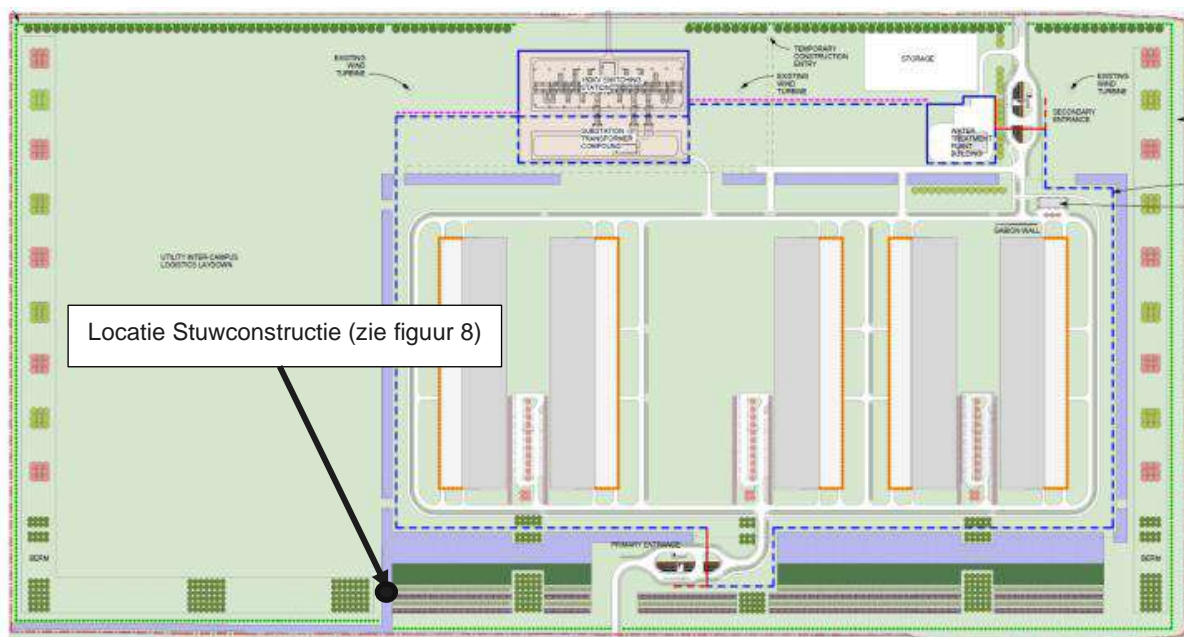 TEMPORARY
CONSTRUCTION
ENTRY
STORAGE
EXISTING
WIND
TURBINE
EXISTING
WIND
TURBINE
EXISTING
WIND
TURBINE
150KV SWITCHING
STATION
SECONDARY
ENTRANCE
SUBSTATION
TRANSFORMER
COMPOUND
WATER
TREATMENT
PLANT
BUILDING
GABION WALL
UTILITY INTER-CAMPUS
LOGISTICS LAYDOWN
Locatie Stuwconstructie (zie figuur 8)
PRIMARY ENTRANCE
BERM
BERM